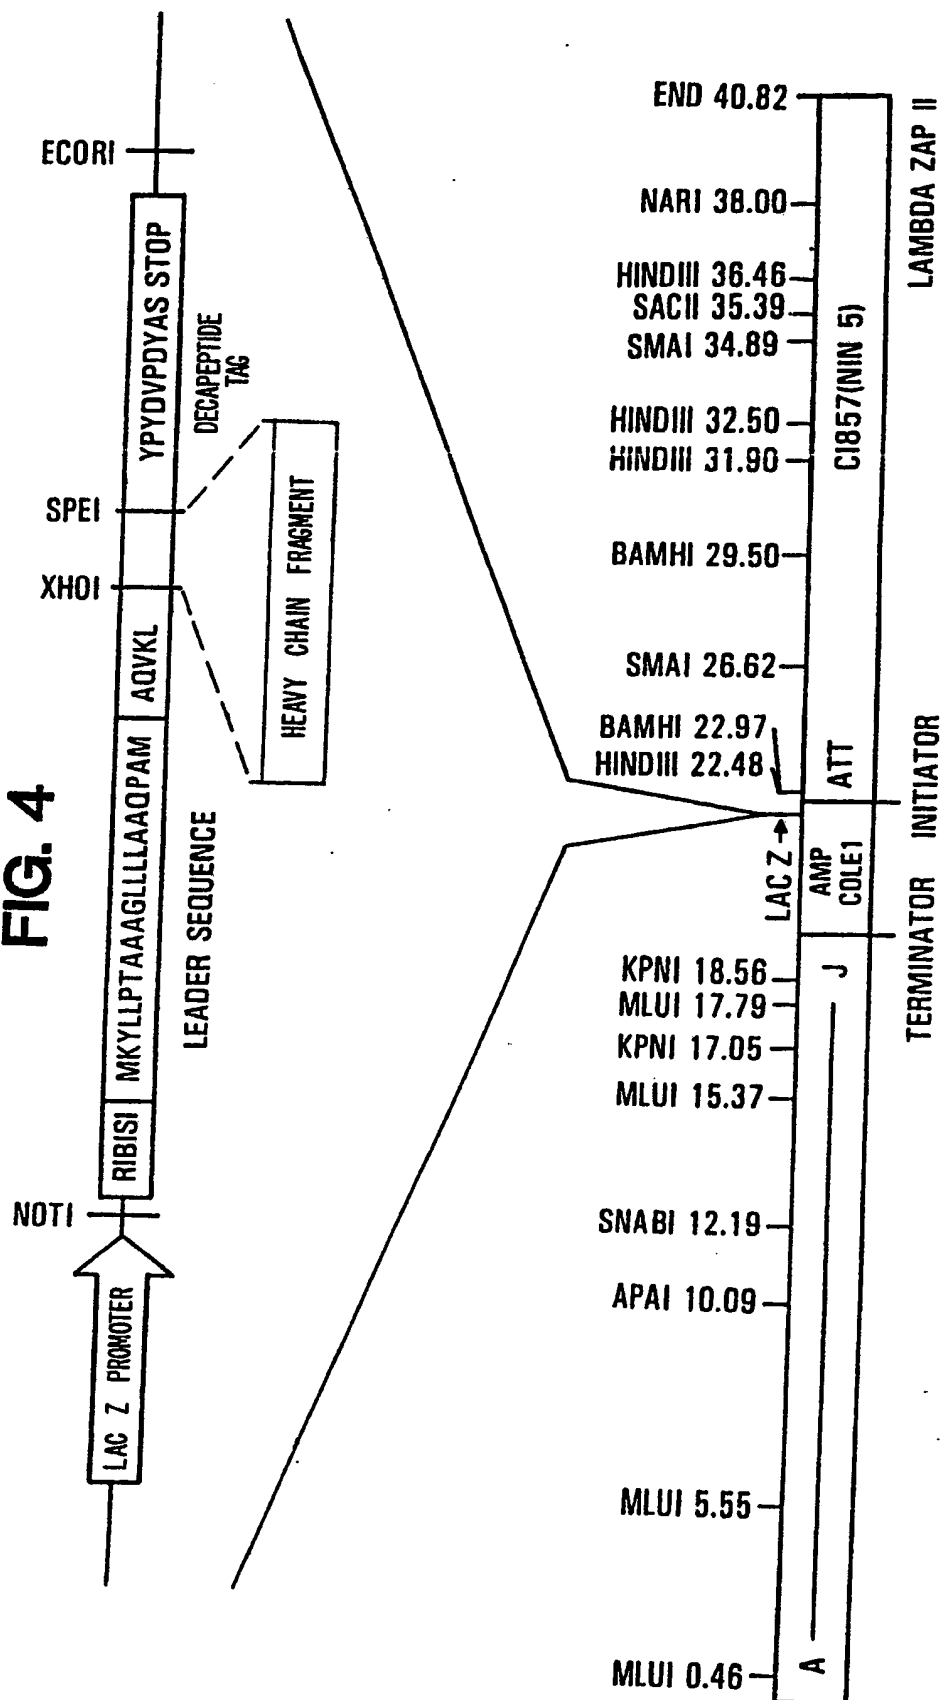 FIG. 4
ECORI
YPYDVPDYAS STOP
DECAPEPTIDE
TAG
SPEI
XHOI
HEAVY CHAIN FRAGMENT
AQVKL
MKYLLPTAAAGLLLLAAQPAM
LEADER SEQUENCE
RIBISI
NOTI
LAC Z PROMOTER
END 40.82
NARI 38.00
HINDIII 36.46
SACII 35.39
SMAI 34.89
HINDIII 32.50
HINDIII 31.90
BAMHI 29.50
SMAI 26.62
BAMHI 22.97
HINDIII 22.48
LAC Z
KPNI 18.56
MLUI 17.79
KPNI 17.05
MLUI 15.37
SNABI 12.19
APAI 10.09
MLUI 5.55
MLUI 0.46
CI857(NIN 5)
ATT
AMP
COLE1
J
A
LAMBDA ZAP II
INITIATOR
TERMINATOR